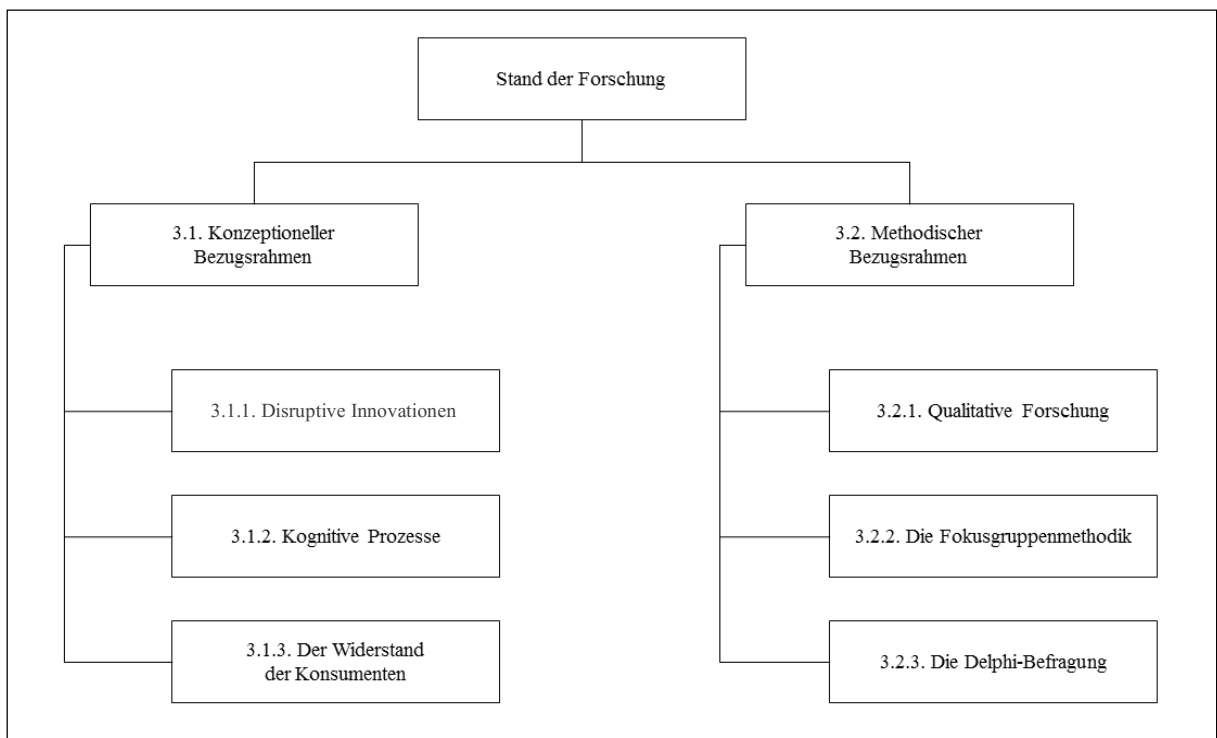 Stand der Forschung
3.1. Konzeptioneller
Bezugsrahmen
3.1.1. Disruptive Innovationen
3.1.2. Kognitive Prozesse
3.1.3. Der Widerstand
der Konsumenten
3.2. Methodischer
Bezugsrahmen
3.2.1. Qualitative Forschung
3.2.2. Die Fokusgruppenmethodik
3.2.3. Die Delphi-Befragung